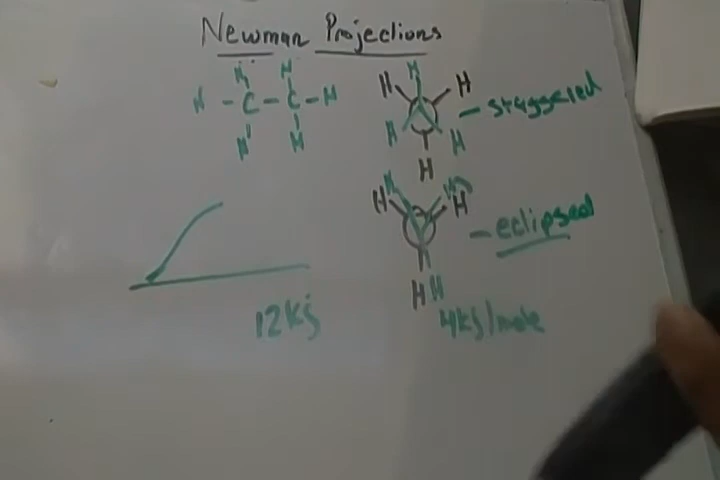 Newman Projections
H H
H - C - C - H
H H
H H H
H H
H
- staggered
H H
H H
H H
- eclipsed
12kj
4kj/mole